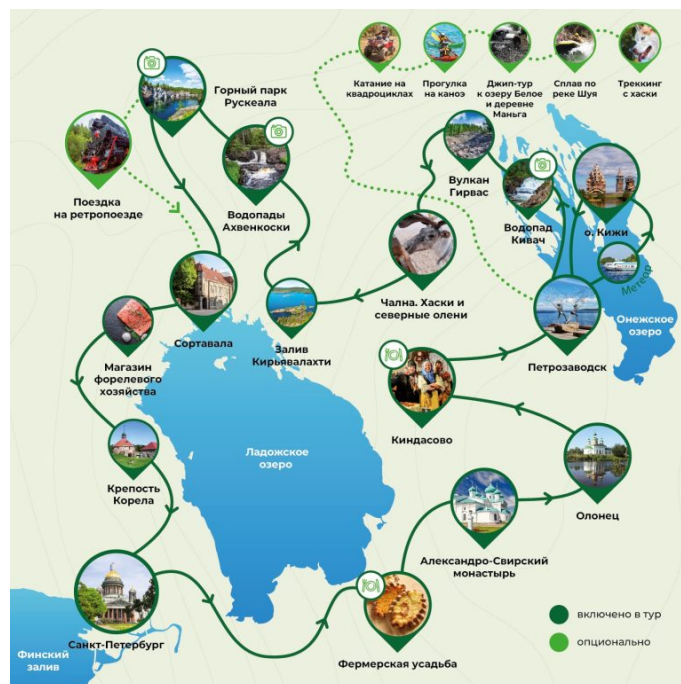 Катание на
квадроциклах
Прогулка
на каноэ
Джип-тур
к озеру Белое
и деревне
Маньга
Сплав по
реке Шуя
Треккинг
с хаски
Горный парк
Рускеала
Поездка
на ретропоезде
Водопады
Ахвенкоски
Вулкан
Гирвас
Водопад
Кивач
о. Кижи
Метеор
Чална. Хаски и
северные олени
Онежское
озеро
Сортавала
Залив
Кирьявалахти
Петрозаводск
Магазин
форелевого
хозяйства
Киндасово
Ладожское
озеро
Крепость
Корела
Олонец
Александро-Свирский
монастырь
Санкт-Петербург
Финский
залив
Фермерская усадьба
включено в тур
опционально